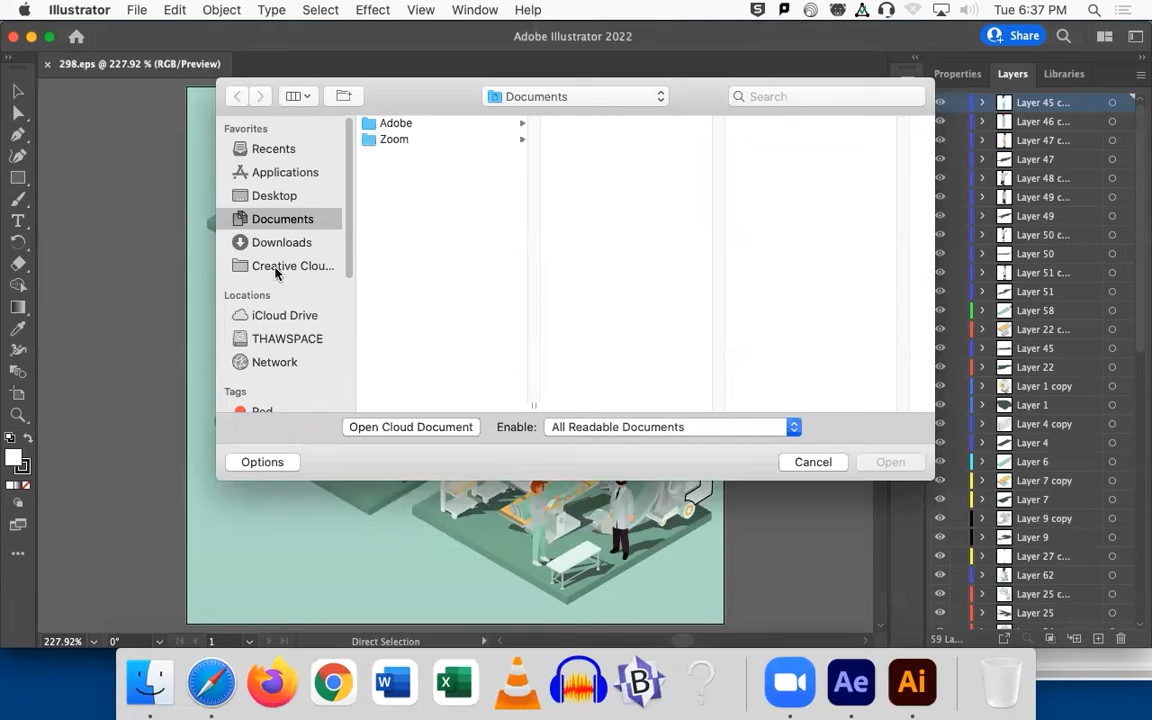 Illustrator File Edit Object Type Select Effect View Window Help Tue 6:37 PM
Adobe Illustrator 2022 Share
× 298.eps @ 227.92 % (RGB/Preview)
Properties Layers Libraries
Documents Search
Favorites
Recents
Applications
Desktop
Documents
Downloads
Creative Clou...
Locations
iCloud Drive
THAWSPACE
Network
Tags
Red
Adobe
Zoom
Open Cloud Document Enable: All Readable Documents
Options Cancel Open
Layer 45 c...
Layer 46 c...
Layer 47 c...
Layer 47
Layer 48 c...
Layer 49 c...
Layer 49
Layer 50 c...
Layer 50
Layer 51 c...
Layer 51
Layer 58
Layer 22 c...
Layer 45
Layer 22
Layer 1 copy
Layer 1
Layer 4 copy
Layer 4
Layer 6
Layer 7 copy
Layer 7
Layer 9 copy
Layer 9
Layer 27 c...
Layer 62
Layer 25 c...
Layer 25
59 La...
227.92% 0° 1 Direct Selection
W X B ? Ae Ai